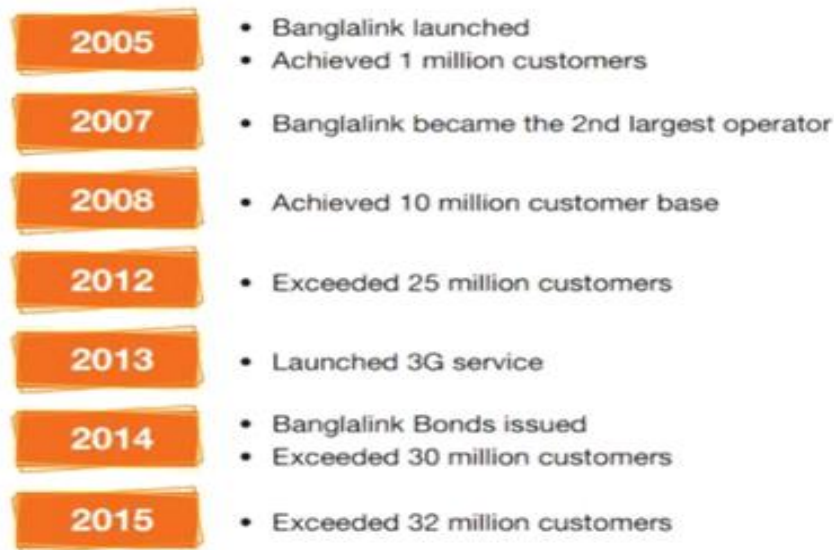 2005
• Banglalink launched
• Achieved 1 million customers
2007
• Banglalink became the 2nd largest operator
2008
• Achieved 10 million customer base
2012
• Exceeded 25 million customers
2013
• Launched 3G service
2014
• Banglalink Bonds issued
• Exceeded 30 million customers
2015
• Exceeded 32 million customers